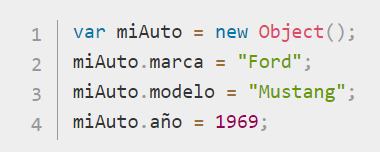 1 var miAuto = new Object();
2 miAuto.marca = "Ford";
3 miAuto.modelo = "Mustang";
4 miAuto.año = 1969;